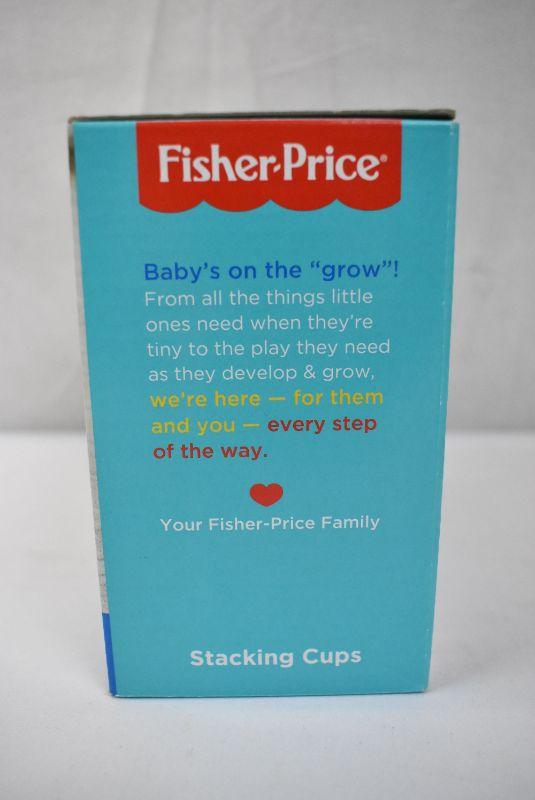 Fisher-Price®
Baby's on the “grow”!
From all the things little
ones need when they're
tiny to the play they need
as they develop & grow,
we're here — for them
and you — every step
of the way.
Your Fisher-Price Family
Stacking Cups